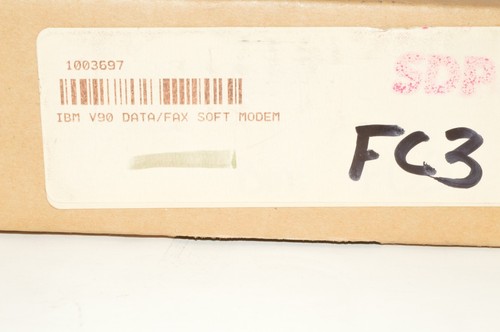 1003697
SDP
IBM V90 DATA/FAX SOFT MODEM
FC3